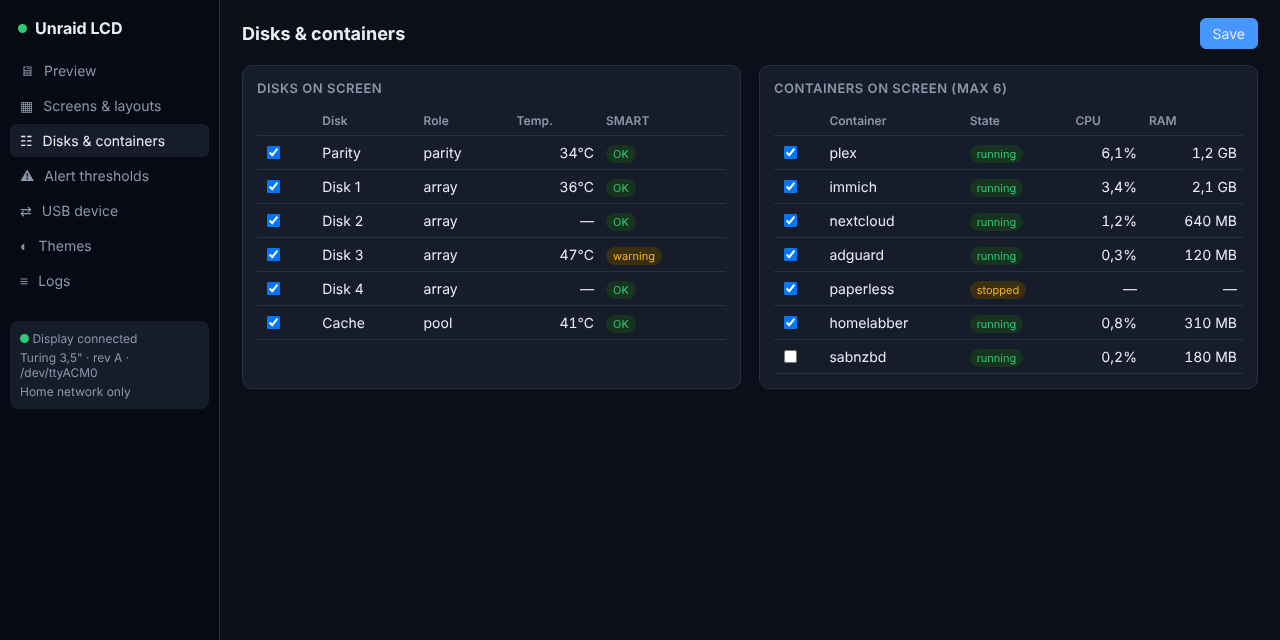 Unraid LCD
Preview
Screens & layouts
Disks & containers
Alert thresholds
USB device
Themes
Logs
Display connected
Turing 3,5" · rev A ·
/dev/ttyACM0
Home network only
Disks & containers
Save
DISKS ON SCREEN
Disk Role Temp. SMART
Parity parity 34°C OK
Disk 1 array 36°C OK
Disk 2 array — OK
Disk 3 array 47°C warning
Disk 4 array — OK
Cache pool 41°C OK
CONTAINERS ON SCREEN (MAX 6)
Container State CPU RAM
plex running 6,1% 1,2 GB
immich running 3,4% 2,1 GB
nextcloud running 1,2% 640 MB
adguard running 0,3% 120 MB
paperless stopped — —
homelabber running 0,8% 310 MB
sabnzbd running 0,2% 180 MB